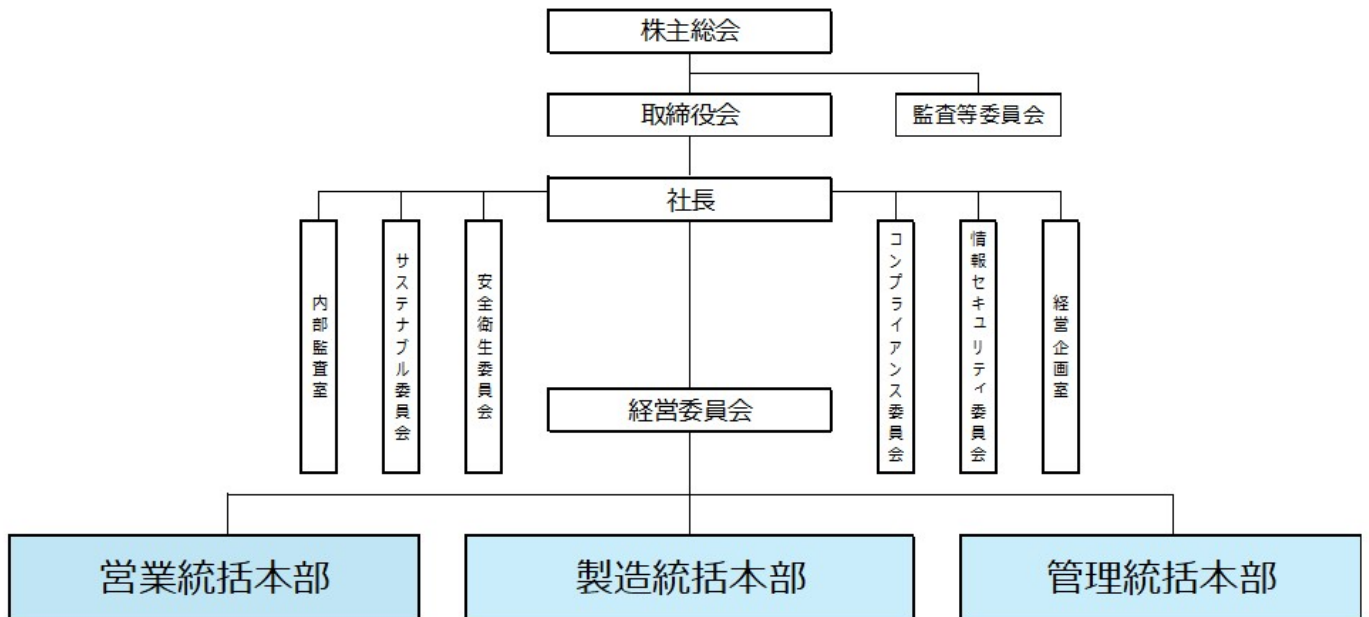 株主総会
取締役会
監査等委員会
社長
内部監査室
サステナブル委員会
安全衛生委員会
コンプライアンス委員会
情報セキュリティ委員会
経営企画室
経営委員会
営業統括本部
製造統括本部
管理統括本部